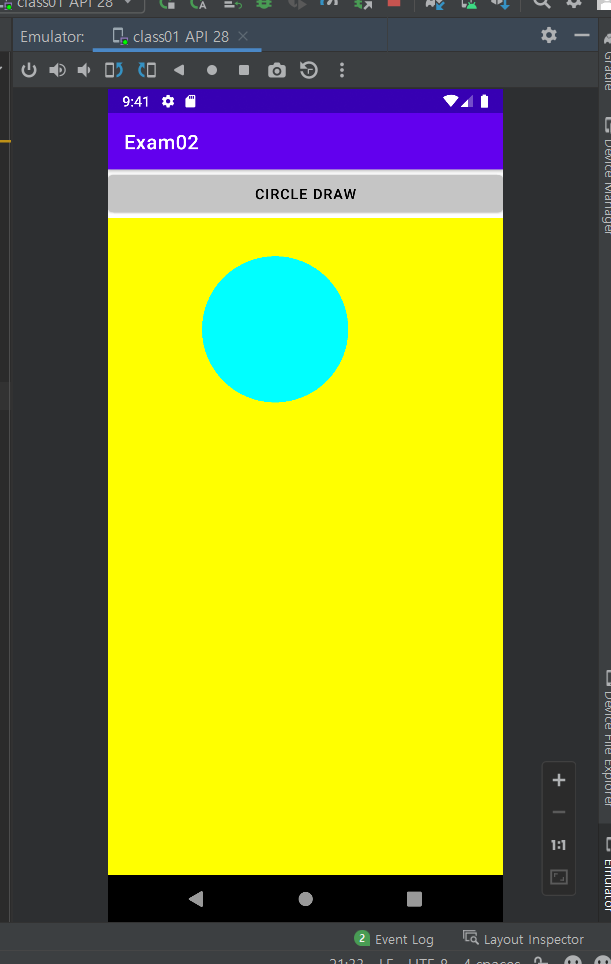 class01 API 28
Emulator: class01 API 28
Gradle
9:41
Exam02
Device Manager
CIRCLE DRAW
Device File Explorer
1:1
Emulator
2 Event Log Layout Inspector
21:33 LF UTF-8 4 spaces